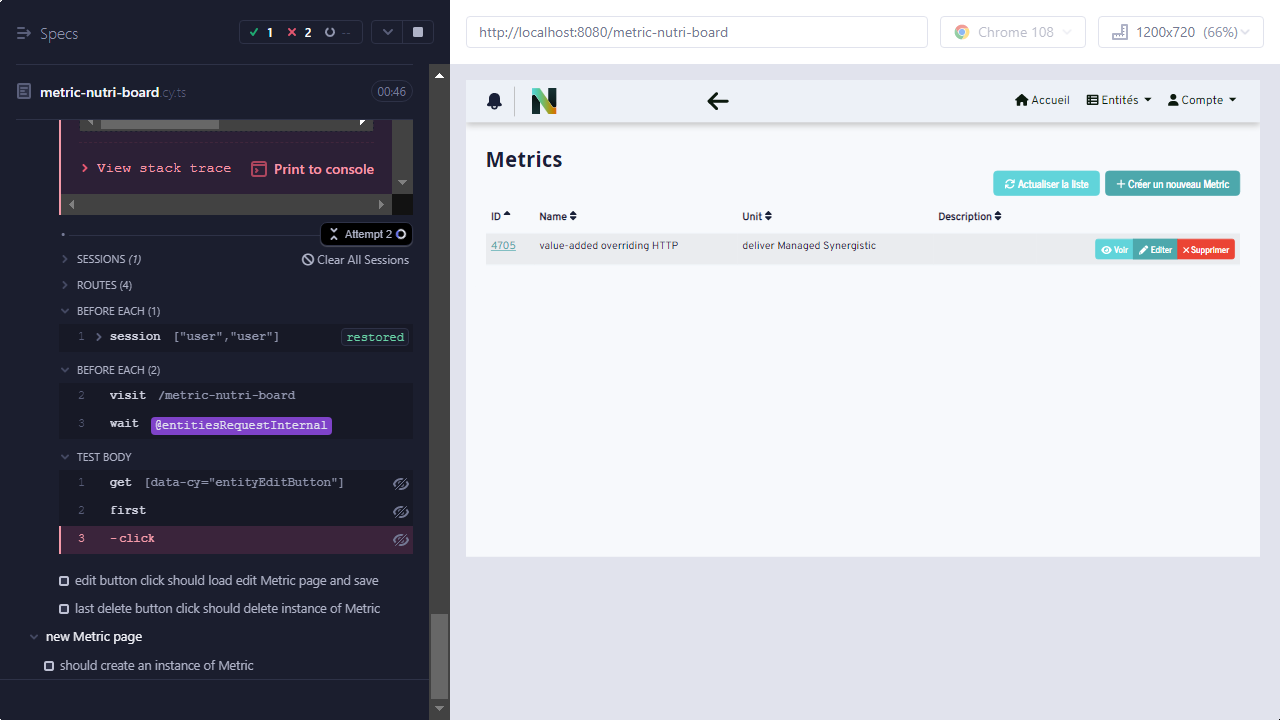 Specs
1
2
--
metric-nutri-board.cy.ts
00:46
View stack trace
Print to console
Attempt 2
SESSIONS (1)
Clear All Sessions
ROUTES (4)
BEFORE EACH (1)
1 session ["user","user"] restored
BEFORE EACH (2)
2 visit /metric-nutri-board
3 wait @entitiesRequestInternal
TEST BODY
1 get [data-cy="entityEditButton"]
2 first
3 -click
edit button click should load edit Metric page and save
last delete button click should delete instance of Metric
new Metric page
should create an instance of Metric
http://localhost:8080/metric-nutri-board
Chrome 108
1200x720 (66%)
N
Accueil
Entités
Compte
Metrics
Actualiser la liste
Créer un nouveau Metric
ID Name Unit Description
4705 value-added overriding HTTP deliver Managed Synergistic
Voir Editer Supprimer